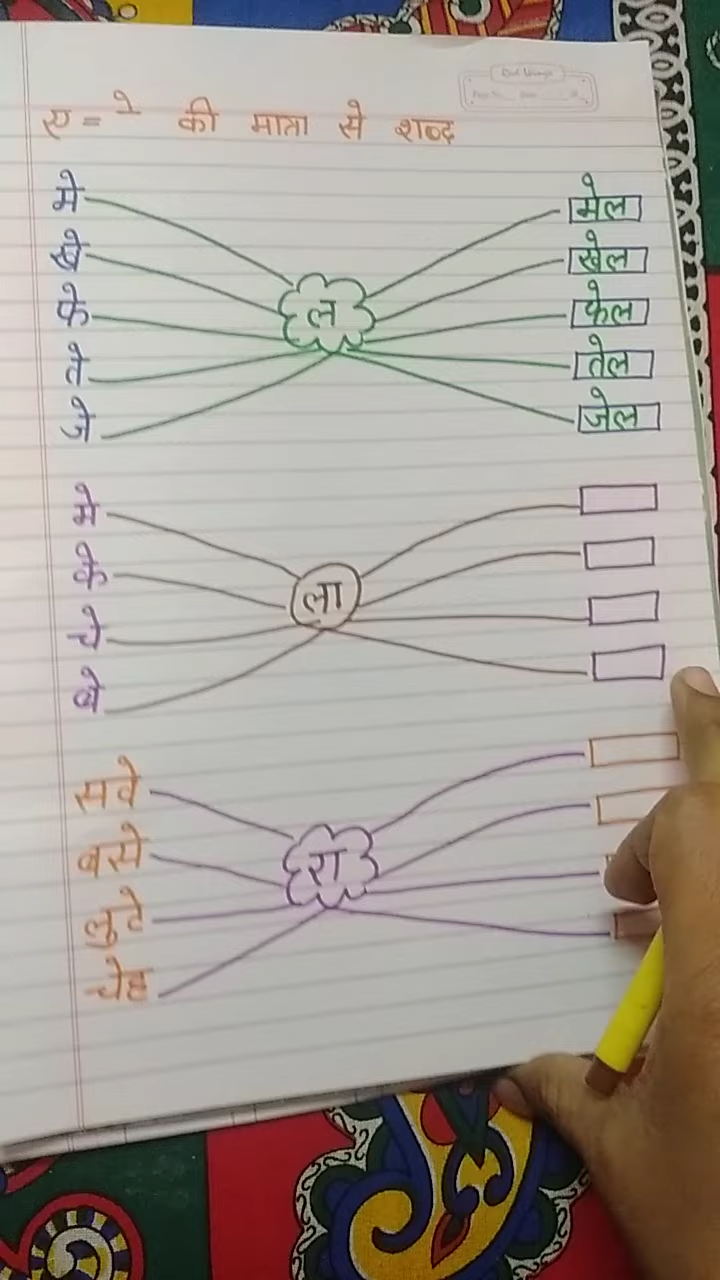 ए = े की मात्रा से शब्द
मे ल मेल
खे खेल
फे फेल
ते तेल
जे जेल
मे ला
के
चे
बे
सवे रा
बसे
लुटे
चेह